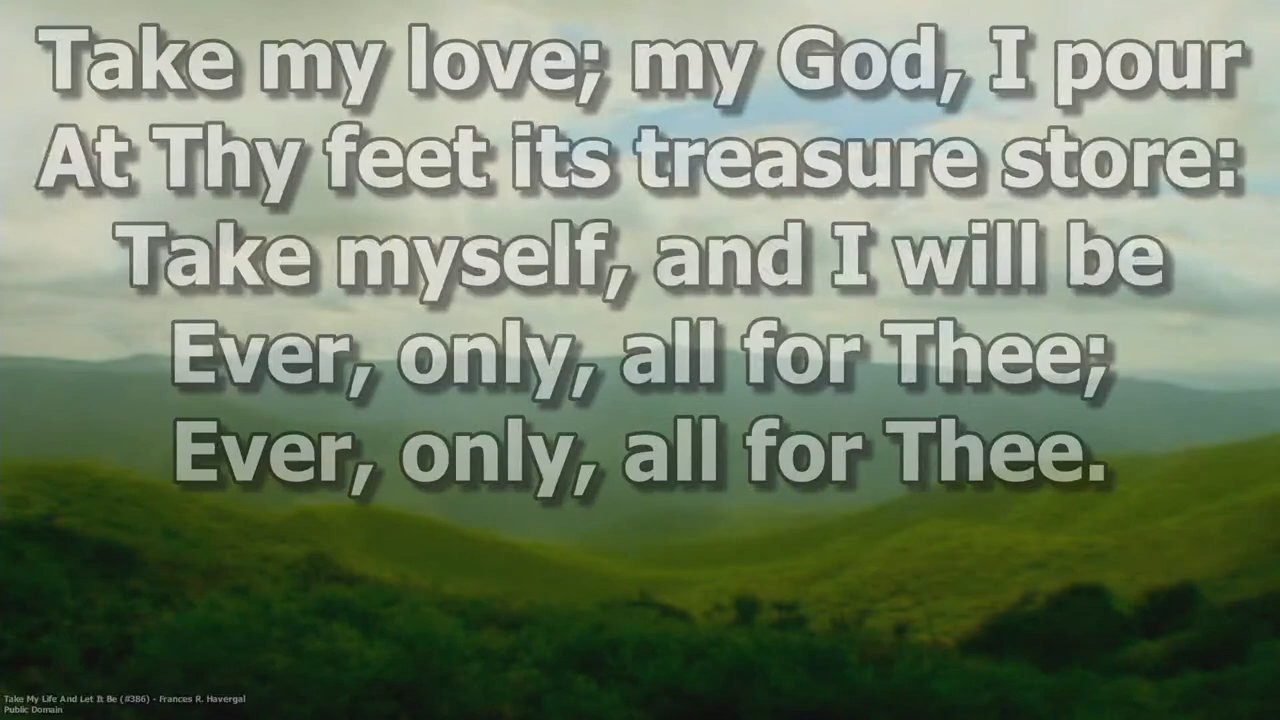 Take my love; my God, I pour
At Thy feet its treasure store:
Take myself, and I will be
Ever, only, all for Thee;
Ever, only, all for Thee.
Take My Life And Let It Be (#386) - Frances R. Havergal
Public Domain